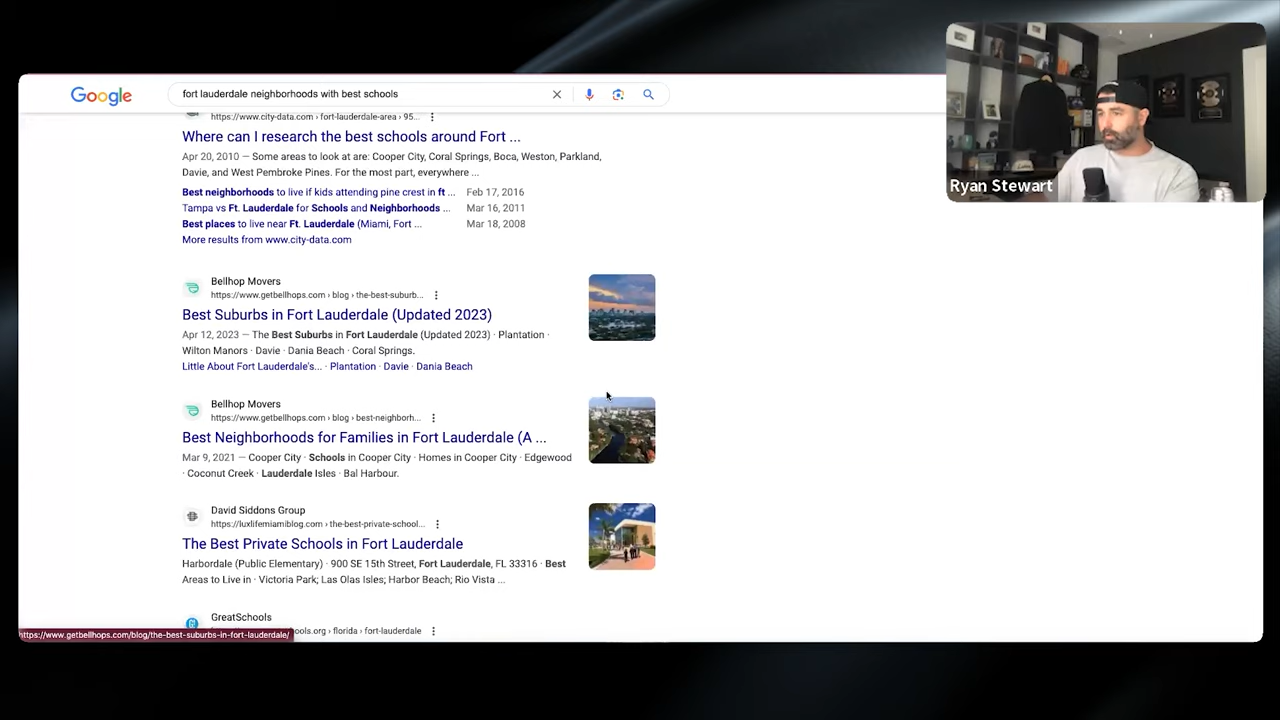 Google
fort lauderdale neighborhoods with best schools
https://www.city-data.com › fort-lauderdale-area › 95...
Where can I research the best schools around Fort ...
Apr 20, 2010 — Some areas to look at are: Cooper City, Coral Springs, Boca, Weston, Parkland,
Davie, and West Pembroke Pines. For the most part, everywhere ...
Best neighborhoods to live if kids attending pine crest in ft ... Feb 17, 2016
Tampa vs Ft. Lauderdale for Schools and Neighborhoods ... Mar 16, 2011
Best places to live near Ft. Lauderdale (Miami, Fort ... Mar 18, 2008
More results from www.city-data.com
Bellhop Movers
https://www.getbellhops.com › blog › the-best-suburb...
Best Suburbs in Fort Lauderdale (Updated 2023)
Apr 12, 2023 — The Best Suburbs in Fort Lauderdale (Updated 2023) · Plantation ·
Wilton Manors · Davie · Dania Beach · Coral Springs.
Little About Fort Lauderdale's... · Plantation · Davie · Dania Beach
Bellhop Movers
https://www.getbellhops.com › blog › best-neighborh...
Best Neighborhoods for Families in Fort Lauderdale (A ...
Mar 9, 2021 — Cooper City · Schools in Cooper City · Homes in Cooper City · Edgewood
· Coconut Creek · Lauderdale Isles · Bal Harbour.
David Siddons Group
https://luxlifemiamiblog.com › the-best-private-school...
The Best Private Schools in Fort Lauderdale
Harbordale (Public Elementary) · 900 SE 15th Street, Fort Lauderdale, FL 33316 · Best
Areas to Live in · Victoria Park; Las Olas Isles; Harbor Beach; Rio Vista ...
GreatSchools
ools.org › florida › fort-lauderdale
https://www.getbellhops.com/blog/the-best-suburbs-in-fort-lauderdale/
Ryan Stewart